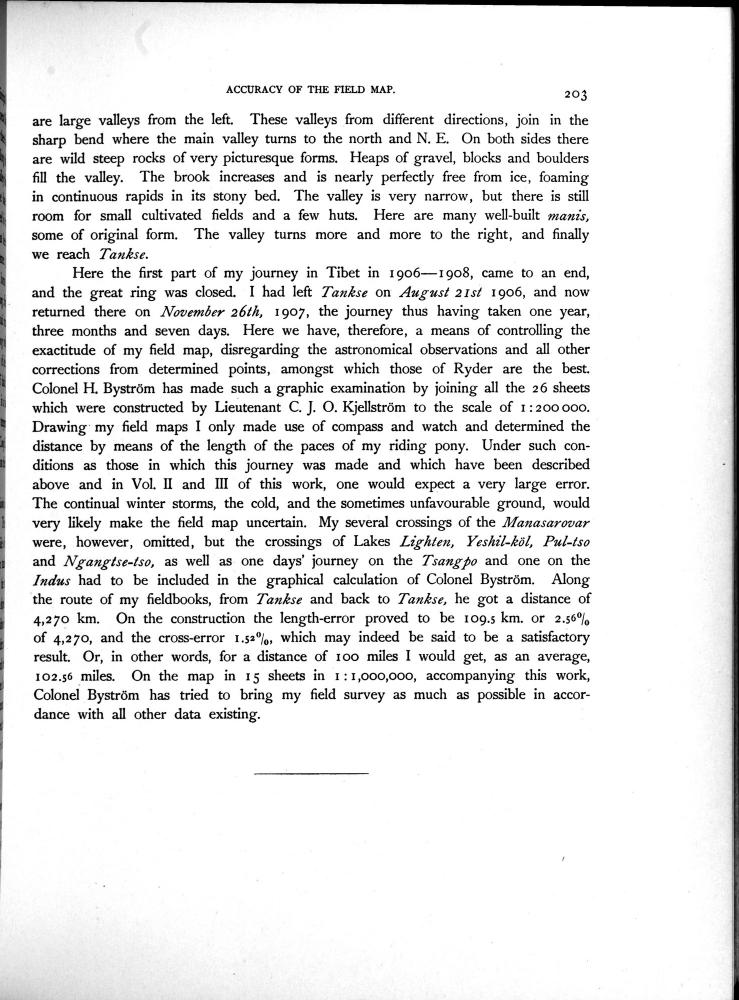 ACCURACY OF THE FIELD MAP.
203
are large valleys from the left. These valleys from different directions, join in the
sharp bend where the main valley turns to the north and N. E. On both sides there
are wild steep rocks of very picturesque forms. Heaps of gravel, blocks and boulders
fill the valley. The brook increases and is nearly perfectly free from ice, foaming
in continuous rapids in its stony bed. The valley is very narrow, but there is still
room for small cultivated fields and a few huts. Here are many well-built manis,
some of original form. The valley turns more and more to the right, and finally
we reach Tankse.
Here the first part of my journey in Tibet in 1906—1908, came to an end,
and the great ring was closed. I had left Tankse on August 21st 1906, and now
returned there on November 26th, 1907, the journey thus having taken one year,
three months and seven days. Here we have, therefore, a means of controlling the
exactitude of my field map, disregarding the astronomical observations and all other
corrections from determined points, amongst which those of Ryder are the best.
Colonel H. Byström has made such a graphic examination by joining all the 26 sheets
which were constructed by Lieutenant C. J. O. Kjellström to the scale of 1:200000.
Drawing my field maps I only made use of compass and watch and determined the
distance by means of the length of the paces of my riding pony. Under such con-
ditions as those in which this journey was made and which have been described
above and in Vol. II and III of this work, one would expect a very large error.
The continual winter storms, the cold, and the sometimes unfavourable ground, would
very likely make the field map uncertain. My several crossings of the Manasarovar
were, however, omitted, but the crossings of Lakes Lighten, Yeshil-köl, Pul-tso
and Ngangtse-tso, as well as one days' journey on the Tsangpo and one on the
Indus had to be included in the graphical calculation of Colonel Byström. Along
the route of my fieldbooks, from Tankse and back to Tankse, he got a distance of
4,270 km. On the construction the length-error proved to be 109.5 km. or 2.56%
of 4,270, and the cross-error 1.52%, which may indeed be said to be a satisfactory
result. Or, in other words, for a distance of 100 miles I would get, as an average,
102.56 miles. On the map in 15 sheets in 1:1,000,000, accompanying this work,
Colonel Byström has tried to bring my field survey as much as possible in accor-
dance with all other data existing.